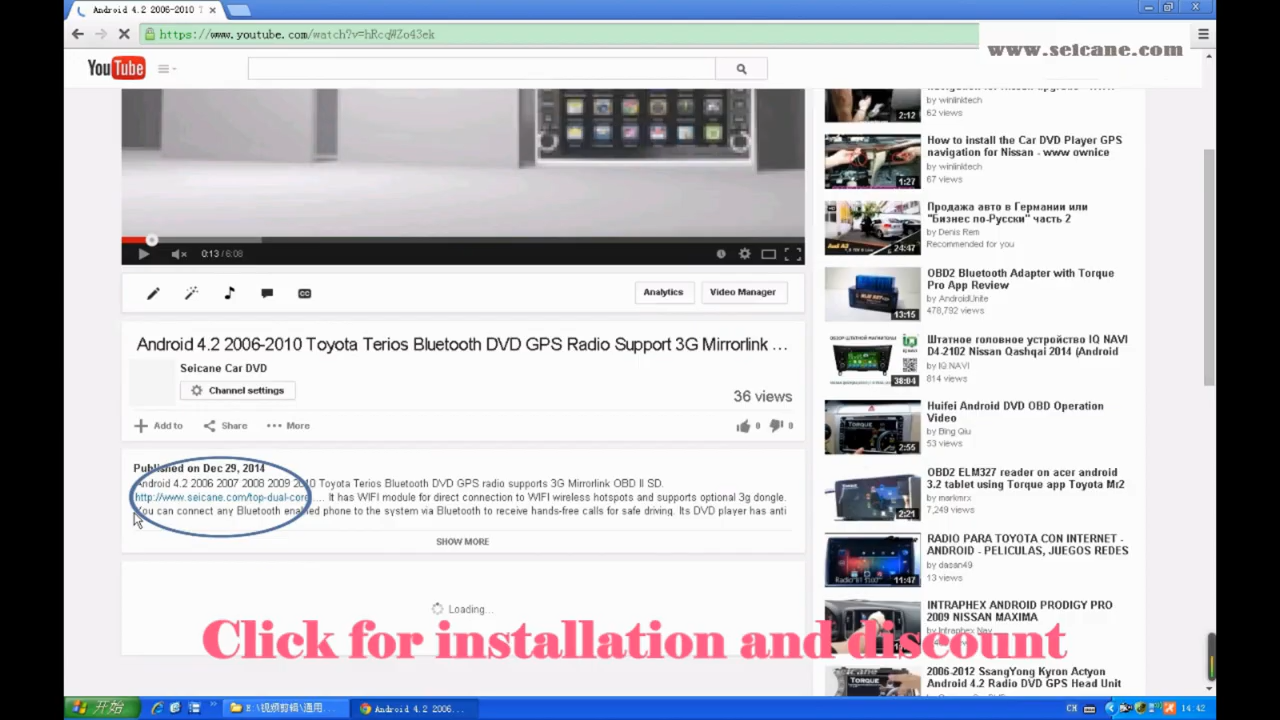 Android 4.2 2006-2010 T
https://www.youtube.com/watch?v=hRcqWZo43ek
www.seicane.com
YouTube
by winlinktech
62 views
2:12
How to install the Car DVD Player GPS
navigation for Nissan - www ownice
by winlinktech
67 views
1:27
Продажа авто в Германии или
"Бизнес по-Русски" часть 2
by Denis Rem
Recommended for you
24:47
0:13 / 6:08
OBD2 Bluetooth Adapter with Torque
Pro App Review
by AndroidUnite
478,792 views
13:15
Analytics
Video Manager
Android 4.2 2006-2010 Toyota Terios Bluetooth DVD GPS Radio Support 3G Mirrorlink ...
Seicane Car DVD
Channel settings
36 views
Add to
Share
More
0
0
Штатное головное устройство IQ NAVI
D4-2102 Nissan Qashqai 2014 (Android
by IQ NAVI
814 views
38:04
Huifei Android DVD OBD Operation
Video
by Bing Qiu
53 views
2:55
Published on Dec 29, 2014
Android 4.2 2006 2007 2008 2009 2010 Toyota Terios Bluetooth DVD GPS radio supports 3G Mirrorlink OBD II SD.
http://www.seicane.com/top-dual-core ... It has WIFI module for direct connection to WIFI wireless hotspots and supports optional 3g dongle.
You can connect any Bluetooth enabled phone to the system via Bluetooth to receive hands-free calls for safe driving. Its DVD player has anti
SHOW MORE
OBD2 ELM327 reader on acer android
3.2 tablet using Torque app Toyota Mr2
by markmrx
7,249 views
2:21
RADIO PARA TOYOTA CON INTERNET -
ANDROID - PELICULAS, JUEGOS REDES
by dasan49
13 views
11:47
Loading...
INTRAPHEX ANDROID PRODIGY PRO
2009 NISSAN MAXIMA
by Intraphex Nav
Click for installation and discount
2006-2012 SsangYong Kyron Actyon
Android 4.2 Radio DVD GPS Head Unit
开始
E:\视频剪辑\通用...
Android 4.2 2006...
CH
14:42